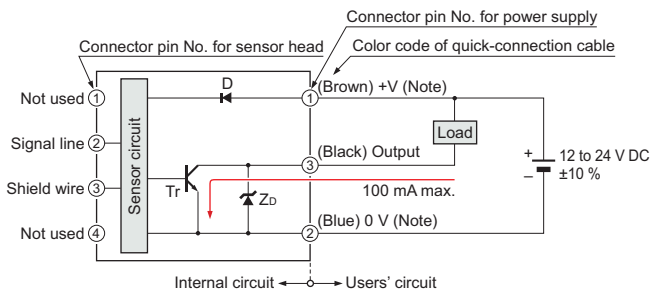 Connector pin No. for power supply
Connector pin No. for sensor head
Color code of quick-connection cable
D
Not used 1
1 (Brown) +V (Note)
Signal line 2
Sensor circuit
Load
3 (Black) Output
+
–
12 to 24 V DC
±10 %
Shield wire 3
Tr
ZD
100 mA max.
Not used 4
2 (Blue) 0 V (Note)
Internal circuit
Users' circuit